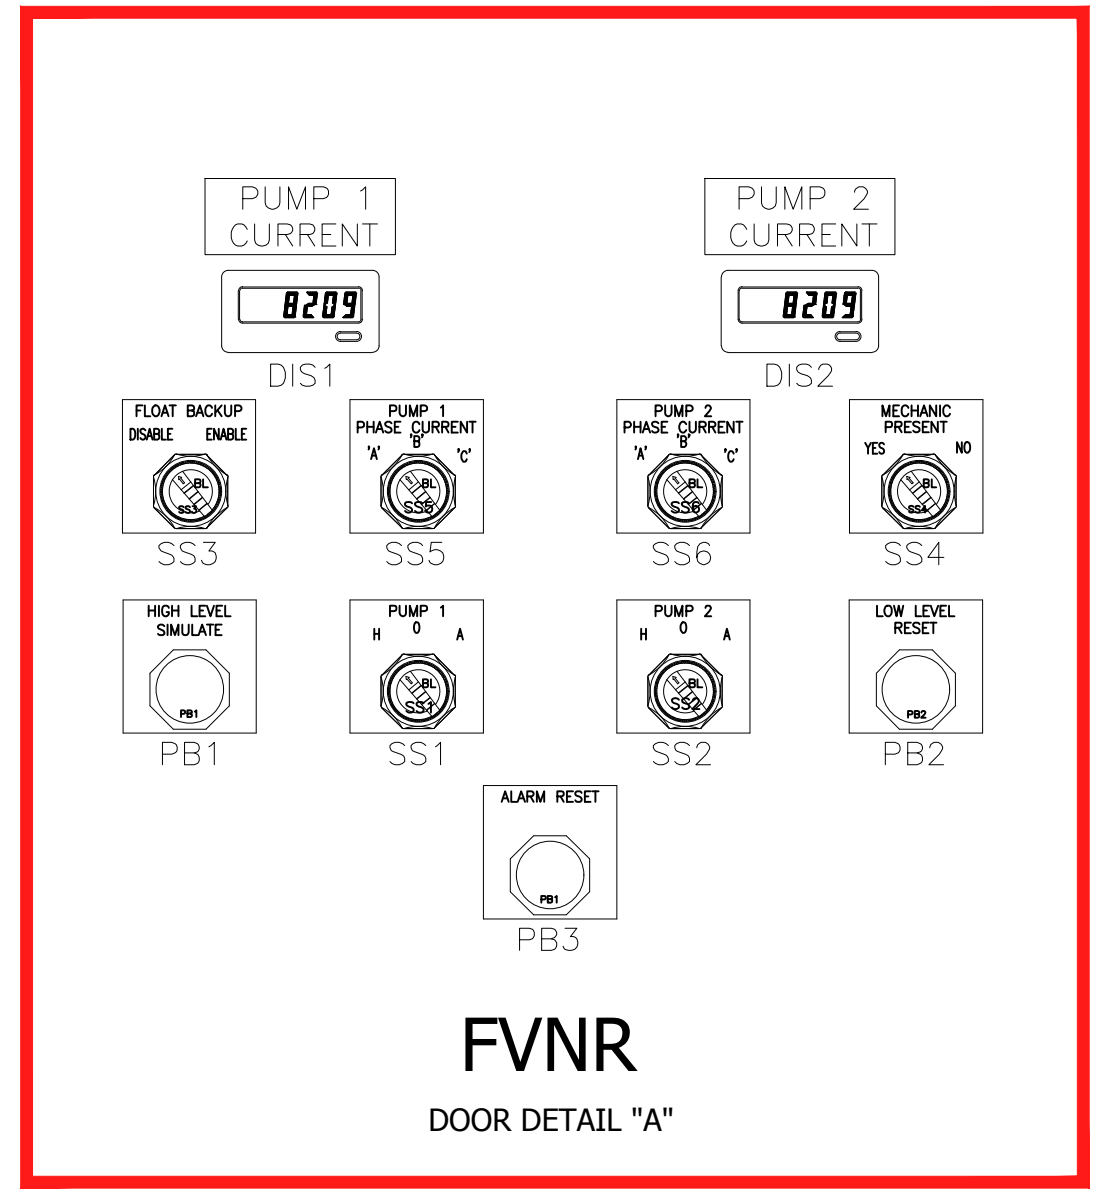 PUMP 1
CURRENT
PUMP 2
CURRENT
8209
8209
DIS1
DIS2
FLOAT BACKUP
DISABLE ENABLE
BL
SS3
SS3
PUMP 1
PHASE CURRENT
'A' 'B' 'C'
BL
SS5
SS5
PUMP 2
PHASE CURRENT
'A' 'B' 'C'
BL
SS6
SS6
MECHANIC
PRESENT
YES NO
BL
SS4
SS4
HIGH LEVEL
SIMULATE
PB1
PB1
PUMP 1
H 0 A
BL
SS1
SS1
PUMP 2
H 0 A
BL
SS2
SS2
LOW LEVEL
RESET
PB2
PB2
ALARM RESET
PB1
PB3
FVNR
DOOR DETAIL "A"